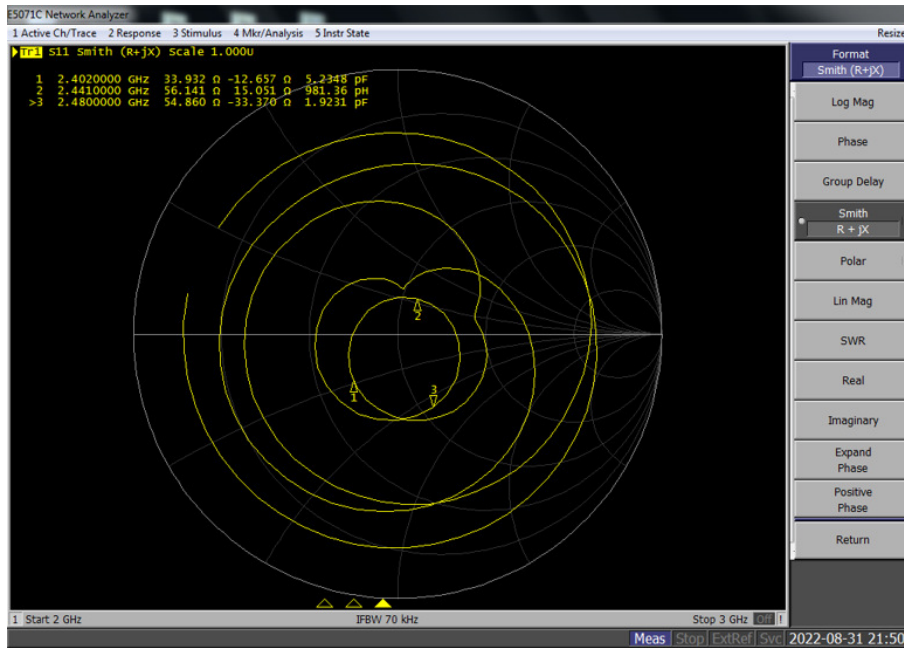 E5071C Network Analyzer
1 Active Ch/Trace 2 Response 3 Stimulus 4 Mkr/Analysis 5 Instr State
Resize
Tr1 S11 Smith (R+jX) Scale 1.000U
1 2.4020000 GHz 33.932 Ω -12.657 Ω 5.2348 pF
2 2.4410000 GHz 56.141 Ω 15.051 Ω 981.36 pH
>3 2.4800000 GHz 54.860 Ω -33.370 Ω 1.9231 pF
2
1
3
Format
Smith (R+jX)
Log Mag
Phase
Group Delay
Smith
R + jX
Polar
Lin Mag
SWR
Real
Imaginary
Expand
Phase
Positive
Phase
Return
1 Start 2 GHz
IFBW 70 kHz
Stop 3 GHz Off !
Meas Stop ExtRef Svc 2022-08-31 21:50